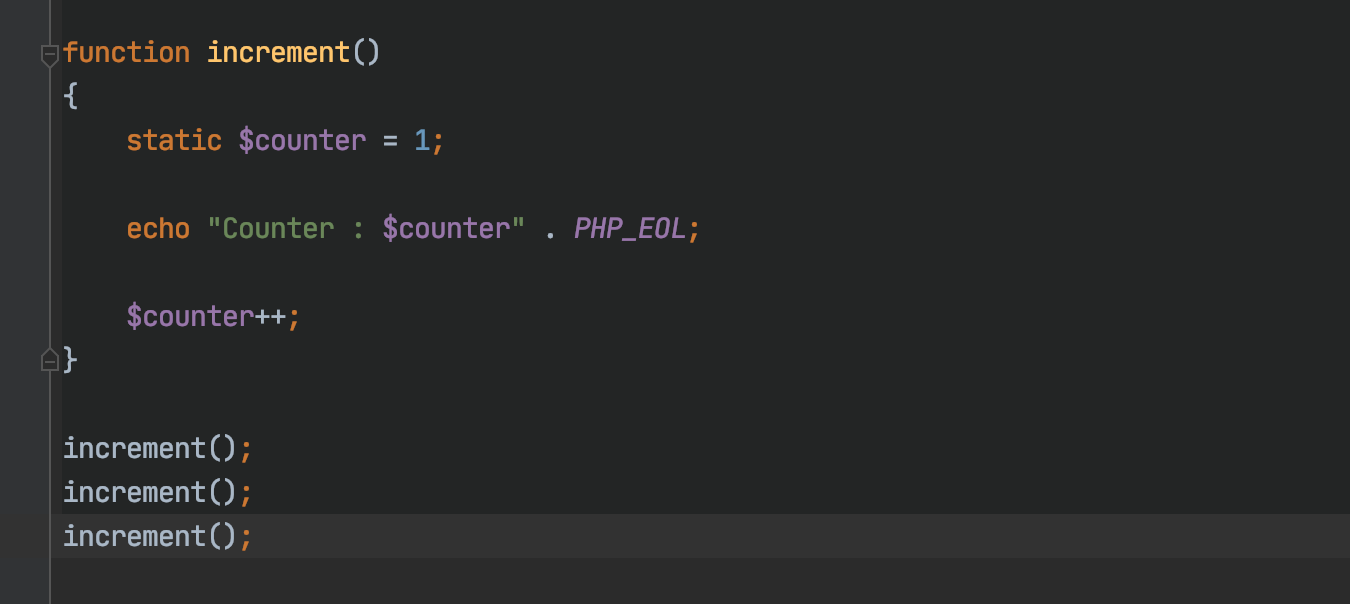 function increment()
{
    static $counter = 1;
    echo "Counter : $counter" . PHP_EOL;
    $counter++;
}
increment();
increment();
increment();